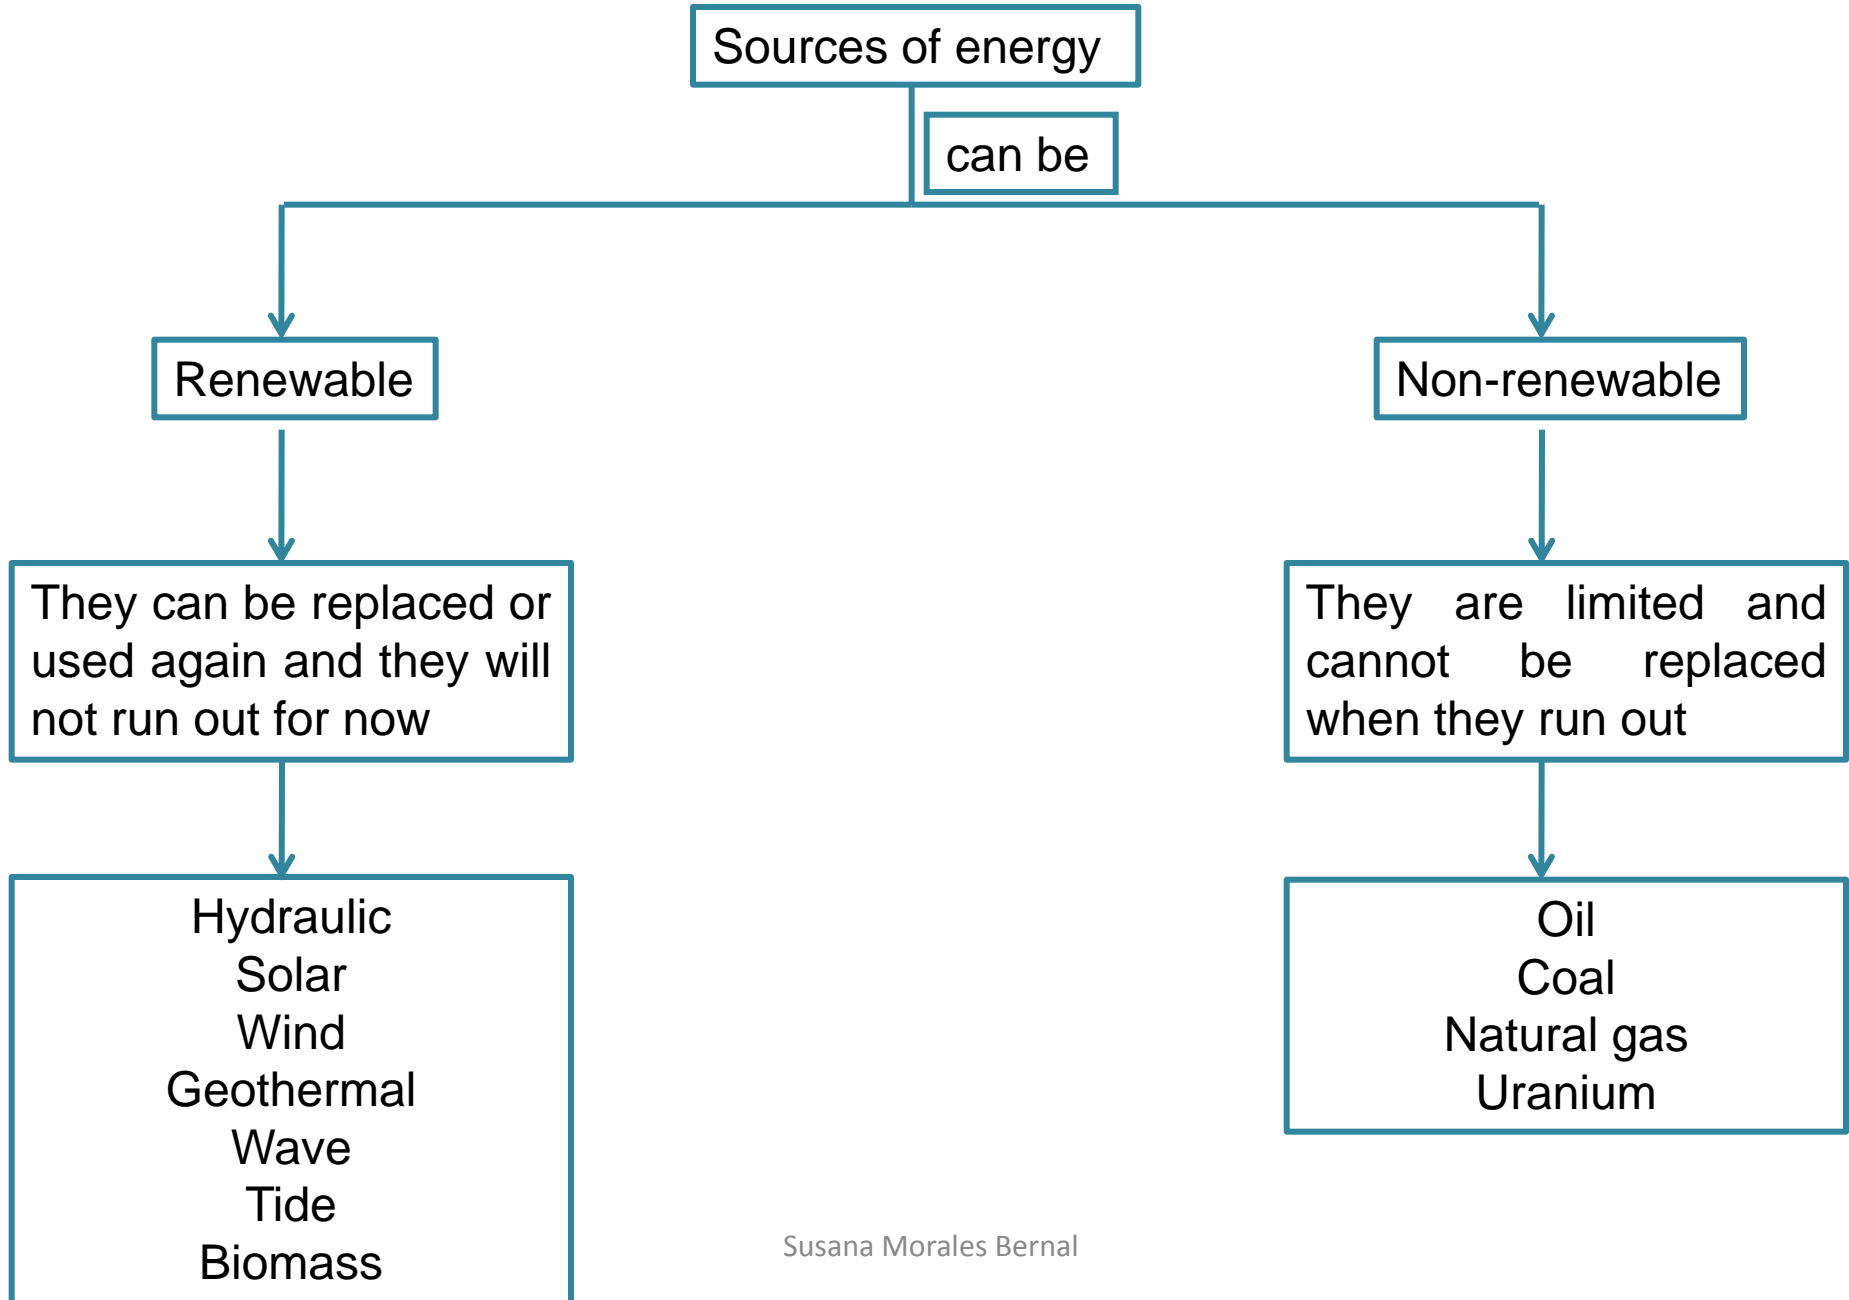 Sources of energy
can be
Renewable
Non-renewable
They can be replaced or
used again and they will
not run out for now
They are limited and
cannot be replaced
when they run out
Hydraulic
Solar
Wind
Geothermal
Wave
Tide
Biomass
Oil
Coal
Natural gas
Uranium
Susana Morales Bernal